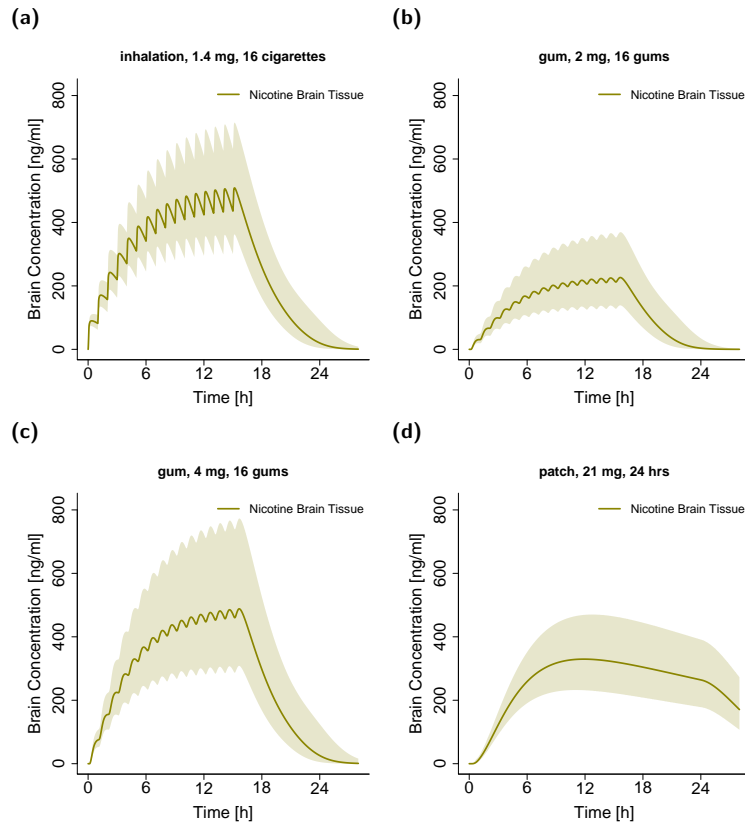 (a)
inhalation, 1.4 mg, 16 cigarettes
Nicotine Brain Tissue
Brain Concentration [ng/ml]
800
600
400
200
0
0 6 12 18 24
Time [h]
(b)
gum, 2 mg, 16 gums
Nicotine Brain Tissue
Brain Concentration [ng/ml]
800
600
400
200
0
0 6 12 18 24
Time [h]
(c)
gum, 4 mg, 16 gums
Nicotine Brain Tissue
Brain Concentration [ng/ml]
800
600
400
200
0
0 6 12 18 24
Time [h]
(d)
patch, 21 mg, 24 hrs
Nicotine Brain Tissue
Brain Concentration [ng/ml]
800
600
400
200
0
0 6 12 18 24
Time [h]